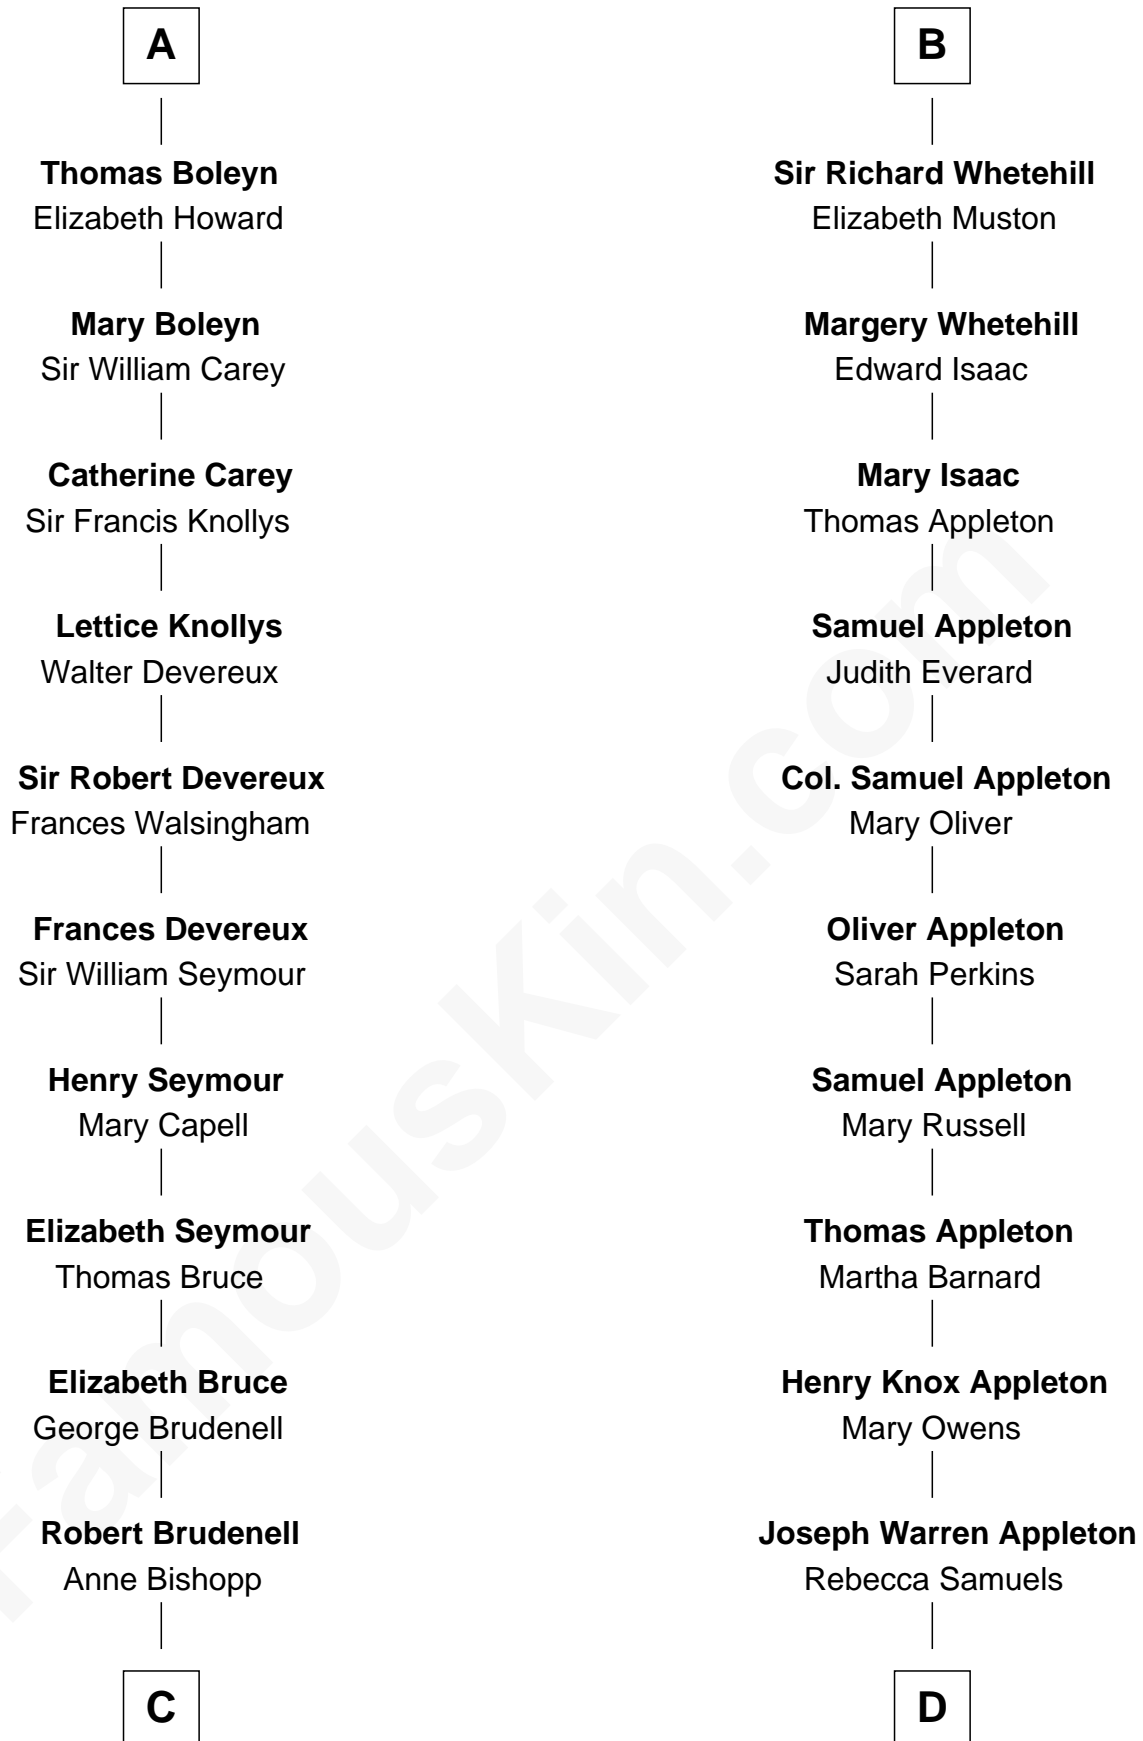 A
Thomas Boleyn
Elizabeth Howard
Mary Boleyn
Sir William Carey
Catherine Carey
Sir Francis Knollys
Lettice Knollys
Walter Devereux
Sir Robert Devereux
Frances Walsingham
Frances Devereux
Sir William Seymour
Henry Seymour
Mary Capell
Elizabeth Seymour
Thomas Bruce
Elizabeth Bruce
George Brudenell
Robert Brudenell
Anne Bishopp
C
B
Sir Richard Whetehill
Elizabeth Muston
Margery Whetehill
Edward Isaac
Mary Isaac
Thomas Appleton
Samuel Appleton
Judith Everard
Col. Samuel Appleton
Mary Oliver
Oliver Appleton
Sarah Perkins
Samuel Appleton
Mary Russell
Thomas Appleton
Martha Barnard
Henry Knox Appleton
Mary Owens
Joseph Warren Appleton
Rebecca Samuels
D
FamousKin.com